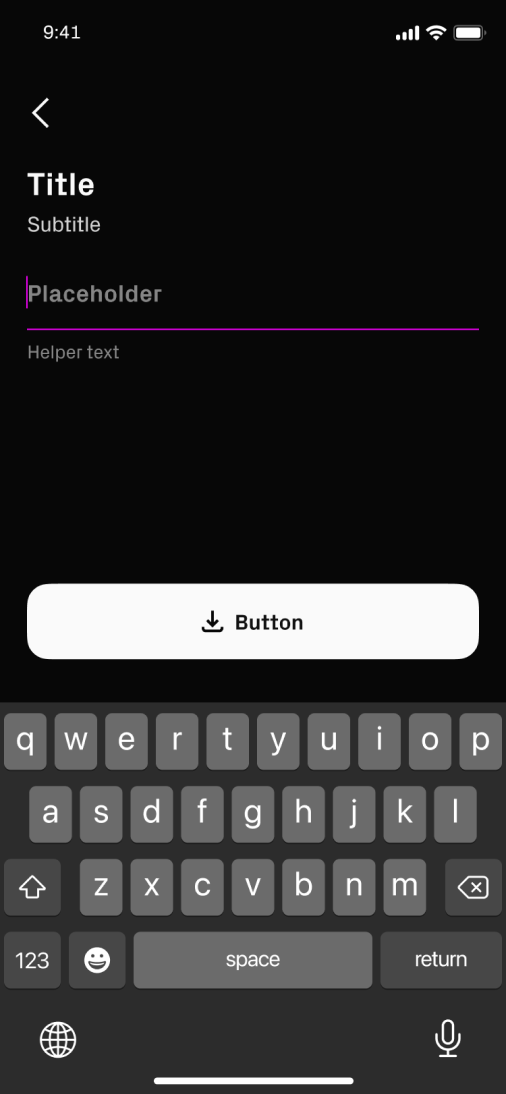 9:41
Title
Subtitle
Placeholder
Helper text
Button
q w e r t y u i o p
a s d f g h j k l
z x c v b n m
123 space return